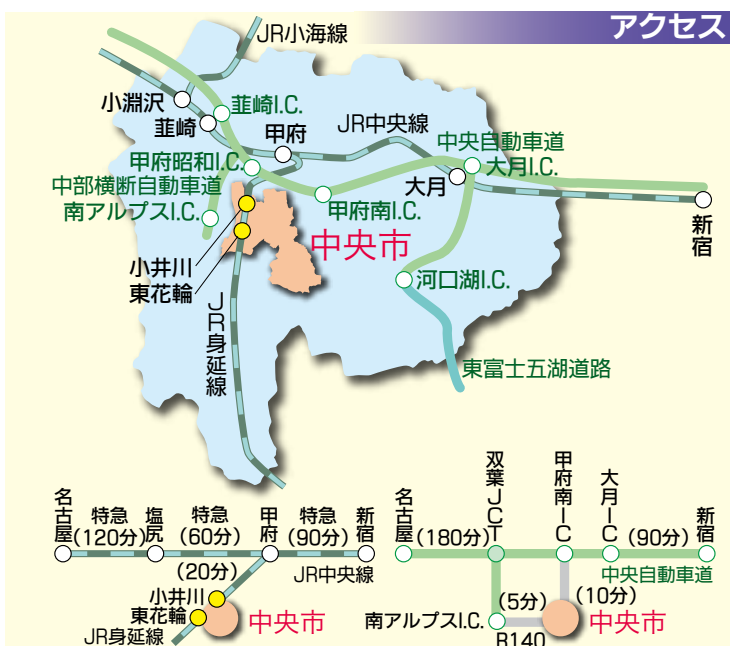 アクセス
JR小海線
小淵沢
韮崎I.C.
韮崎
甲府
JR中央線
中央自動車道
大月I.C.
甲府昭和I.C.
大月
中部横断自動車道
南アルプスI.C.
甲府南I.C.
新宿
中央市
小井川
東花輪
河口湖I.C.
JR身延線
東富士五湖道路
名古屋
特急
(120分)
塩尻
特急
(60分)
甲府
特急
(90分)
新宿
(20分)
JR中央線
小井川
東花輪
中央市
JR身延線
名古屋
(180分)
双葉JCT
甲府南IC
大月IC
(90分)
新宿
中央自動車道
(5分)
(10分)
南アルプスI.C.
中央市
R140